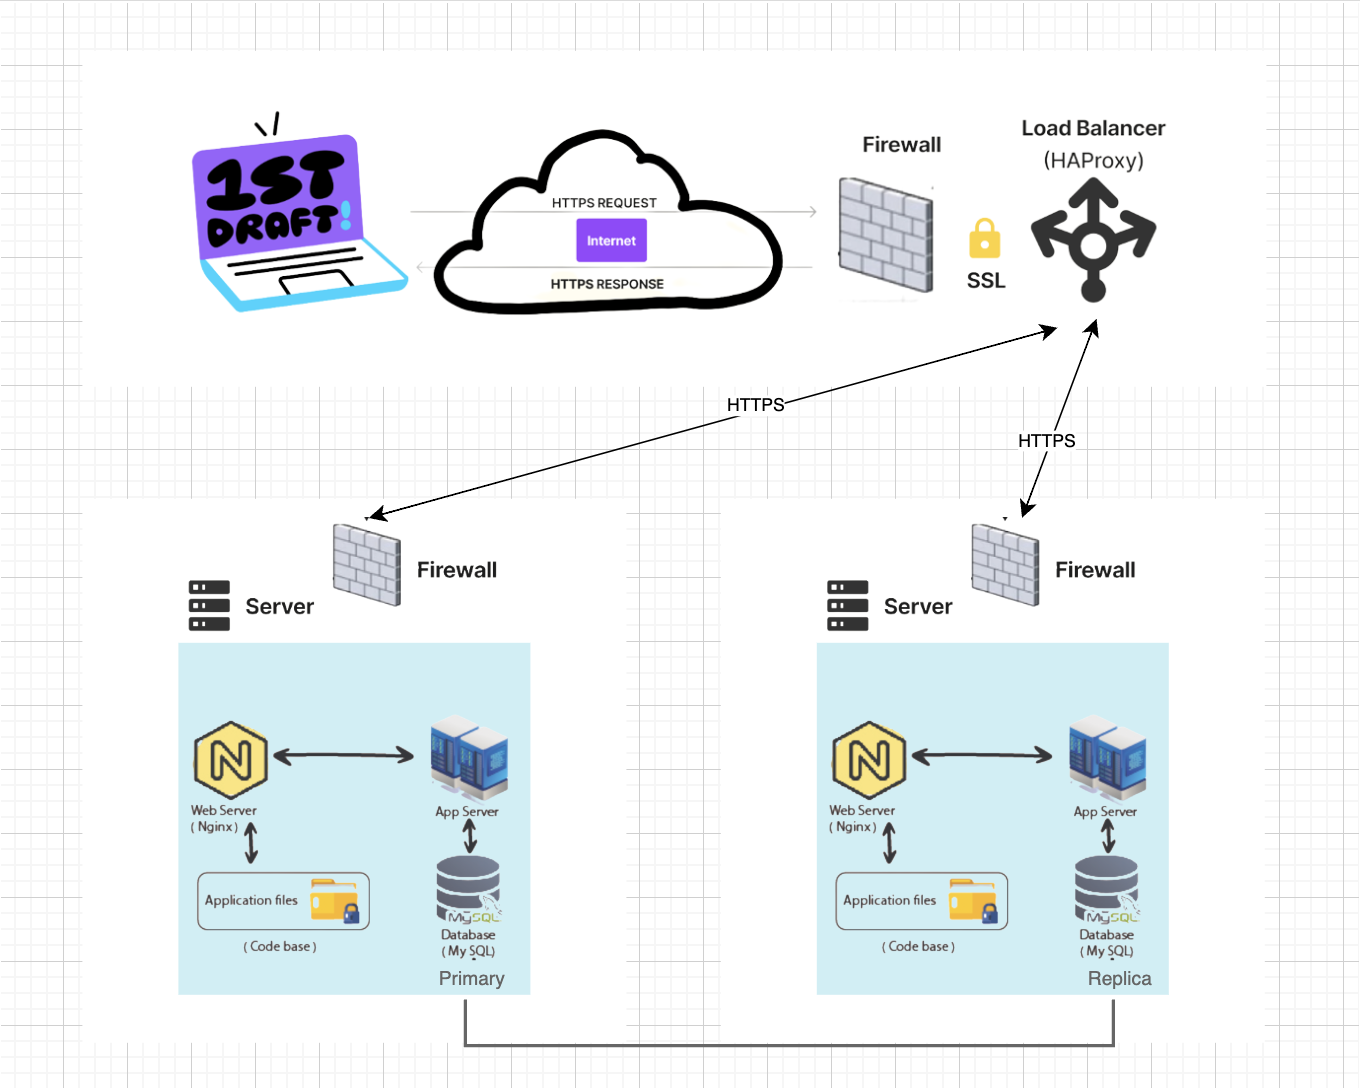 1ST
DRAFT!
HTTPS REQUEST
Internet
HTTPS RESPONSE
Firewall
SSL
Load Balancer
(HAProxy)
HTTPS
HTTPS
Firewall
Server
N
Web Server
( Nginx )
App Server
Application files
( Code base )
MySQL
Database
( My SQL)
Primary
Firewall
Server
N
Web Server
( Nginx )
App Server
Application files
( Code base )
MySQL
Database
( My SQL)
Replica